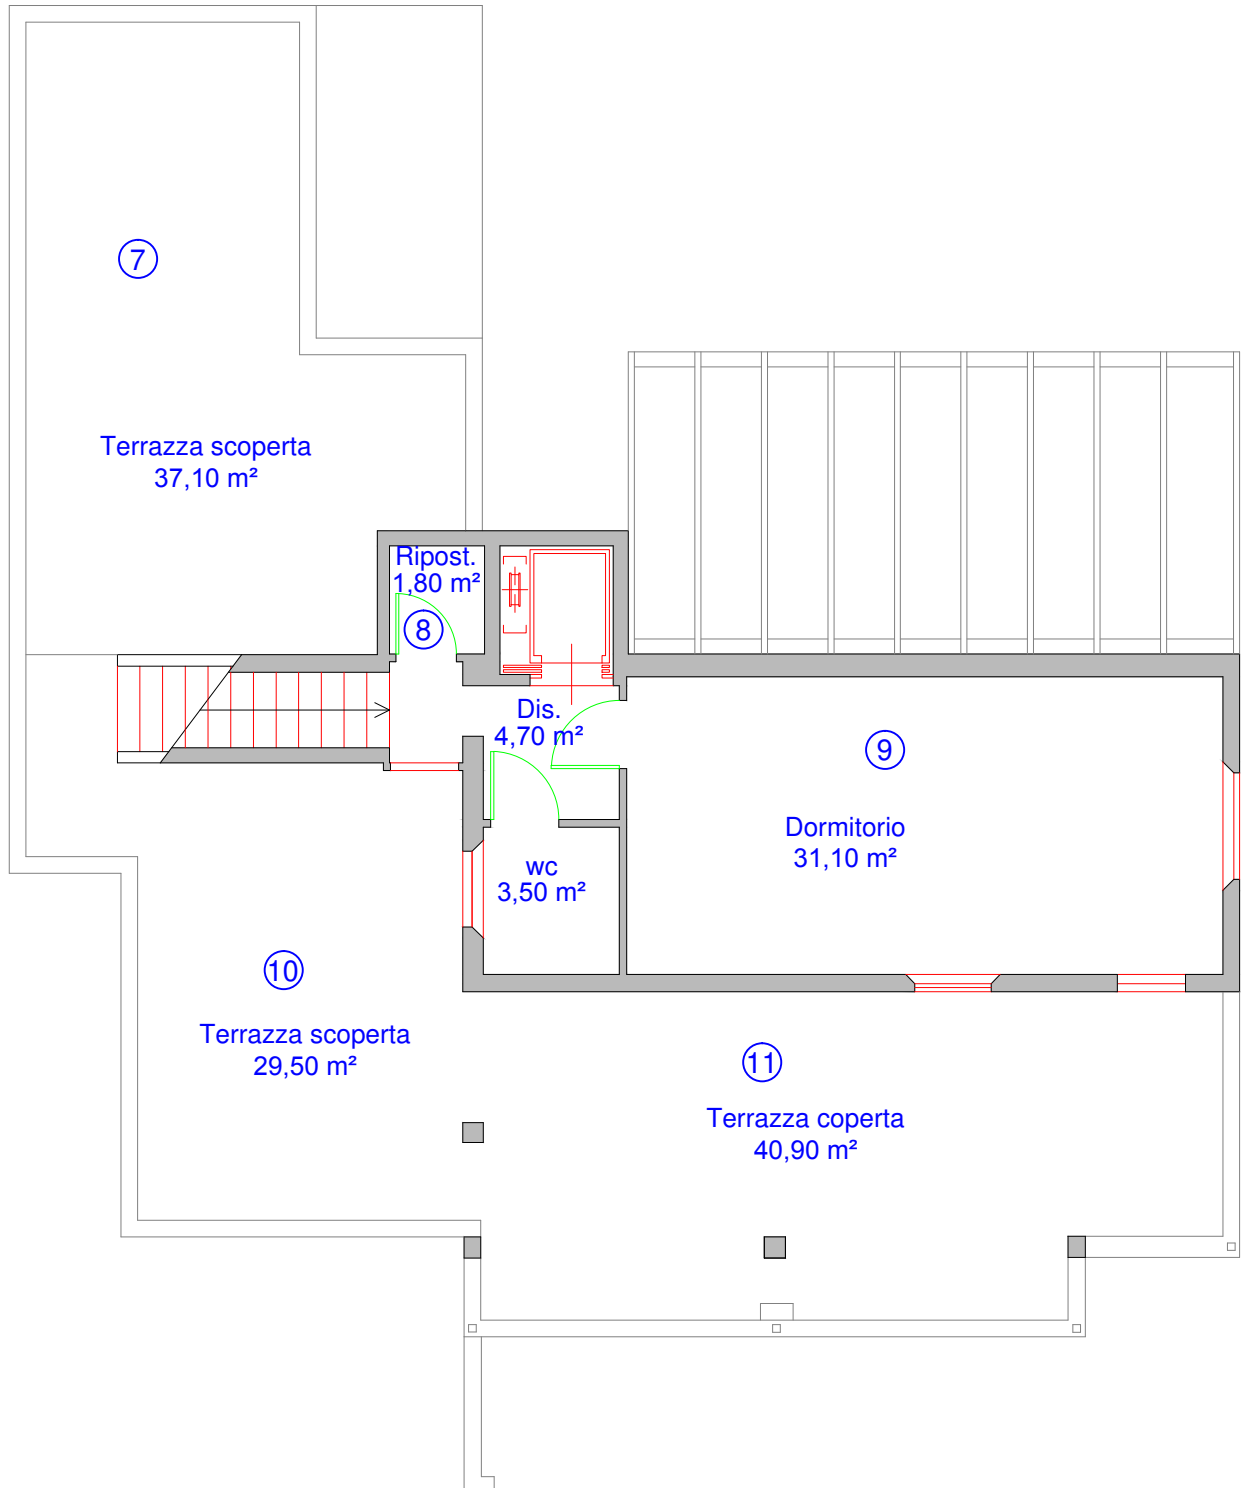 7
Terrazza scoperta
37,10 m²
Ripost.
1,80 m²
8
Dis.
4,70 m²
9
Dormitorio
31,10 m²
wc
3,50 m²
10
Terrazza scoperta
29,50 m²
11
Terrazza coperta
40,90 m²